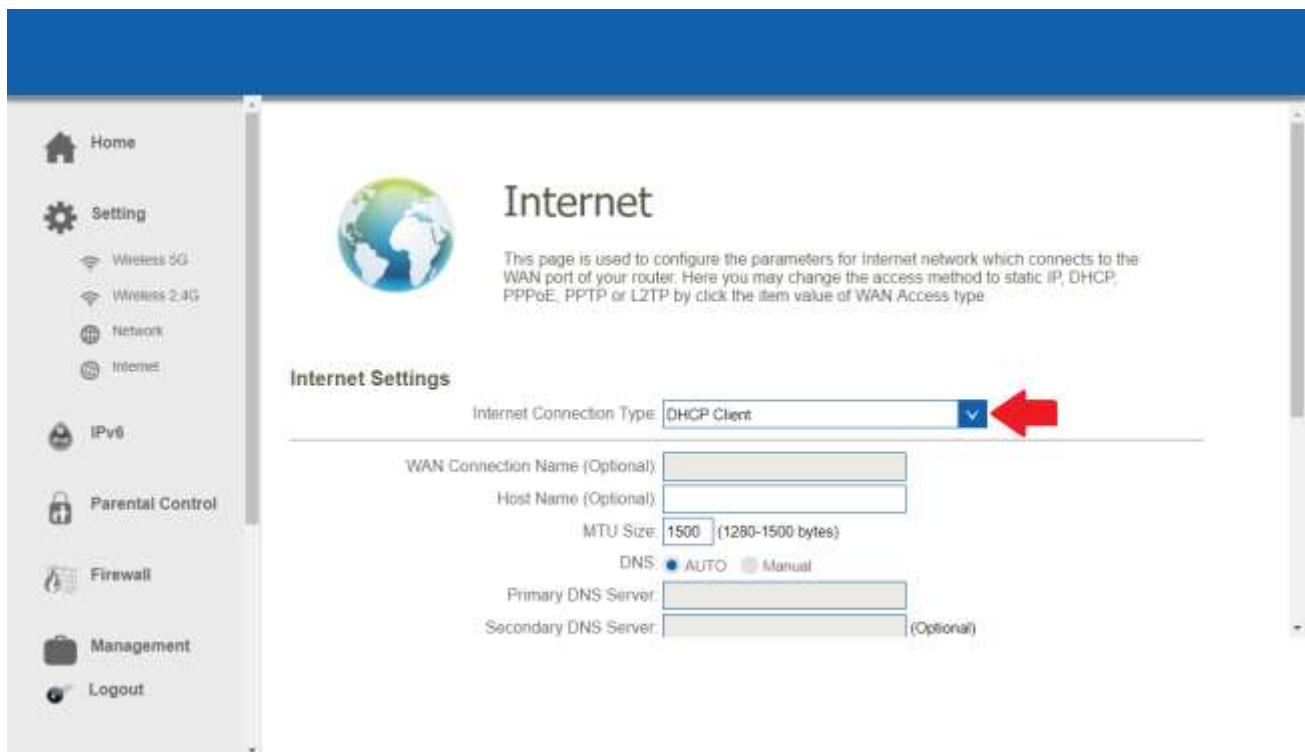 Home
Setting
Wireless 5G
Wireless 2.4G
Network
Internet
IPv6
Parental Control
Firewall
Management
Logout
Internet
This page is used to configure the parameters for Internet network which connects to the
WAN port of your router. Here you may change the access method to static IP, DHCP,
PPPoE, PPTP or L2TP by click the item value of WAN Access type
Internet Settings
Internet Connection Type: DHCP Client
WAN Connection Name (Optional):
Host Name (Optional):
MTU Size: 1500 (1280-1500 bytes)
DNS: AUTO Manual
Primary DNS Server:
Secondary DNS Server: (Optional)